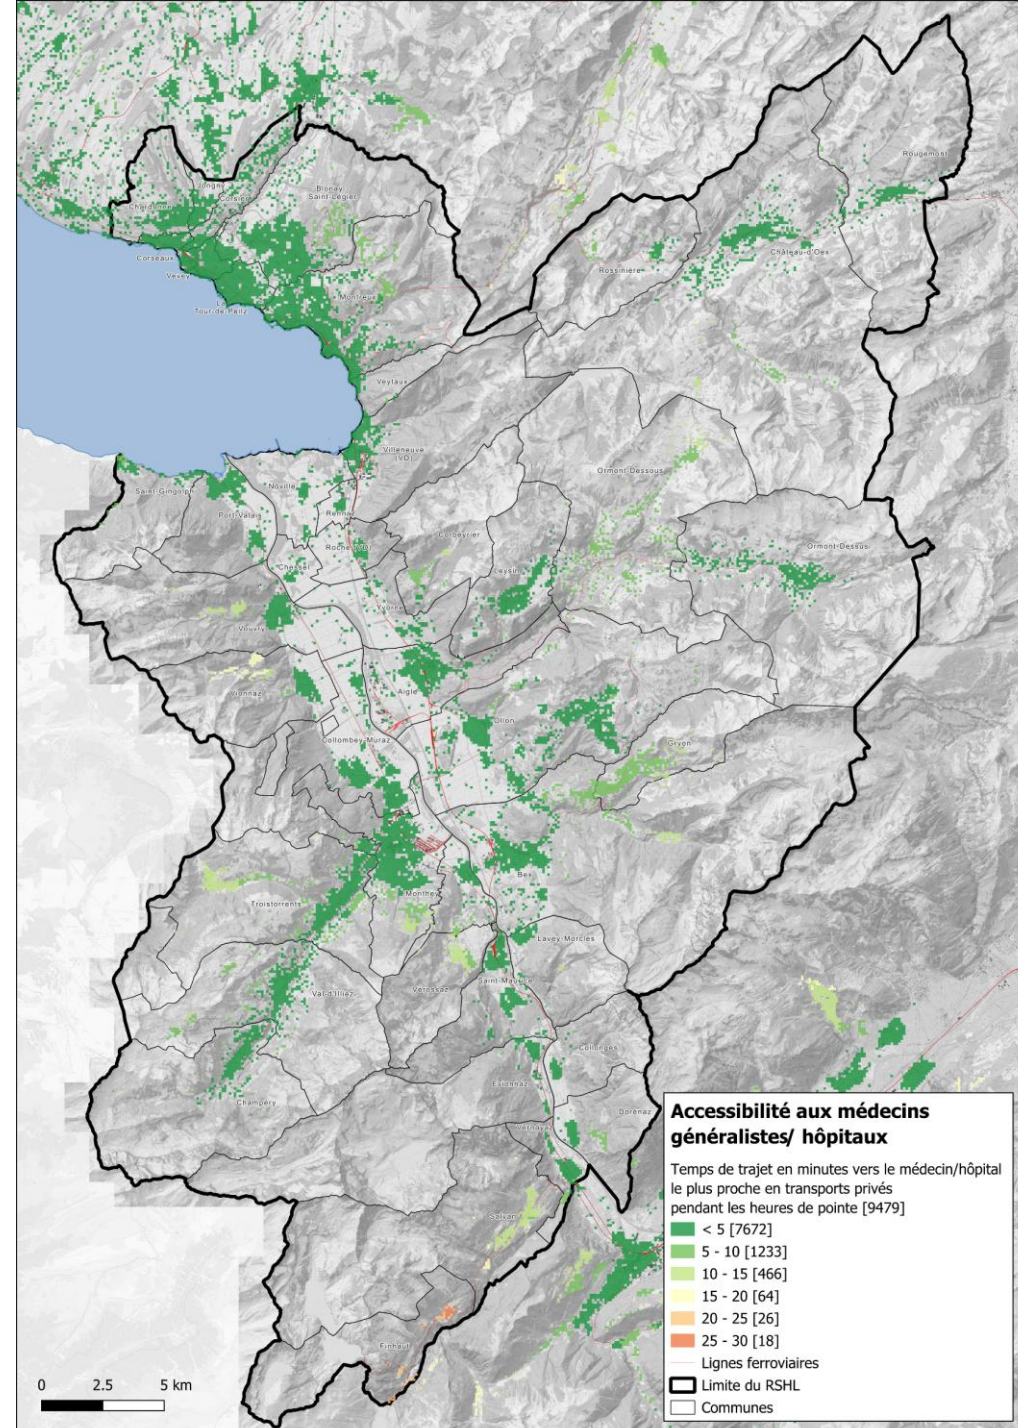 Rougemont
Jongny
Corsier
Blonay
Saint-Légier
Chardonne
Corseaux
Vevey
La
Tour-de-Peilz
Montreux
Rossinière
Château-d'Oex
Veytaux
Villeneuve
(VD)
Ormont-Dessous
Saint-Gingolph
Noville
Port-Valais
Rennaz
Corbeyrier
Roche (VD)
Ormont-Dessus
Chessel
Leysin
Yvorne
Vouvry
Vionnaz
Aigle
Ollon
Collombey-Muraz
Gryon
Bex
Monthey
Troistorrents
Lavey-Morcles
Saint-Maurice
Vérossaz
Val-d'Illiez
Collonges
Evionnaz
Champéry
Dorénaz
Vernayaz
Salvan
Finhaut
0 2.5 5 km
Accessibilité aux médecins
généralistes/ hôpitaux
Temps de trajet en minutes vers le médecin/hôpital
le plus proche en transports privés
pendant les heures de pointe [9479]
< 5 [7672]
5 - 10 [1233]
10 - 15 [466]
15 - 20 [64]
20 - 25 [26]
25 - 30 [18]
Lignes ferroviaires
Limite du RSHL
Communes